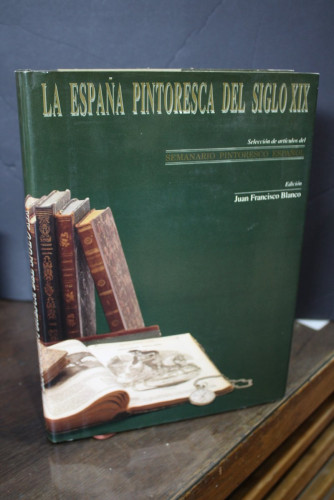 LA ESPAÑA PINTORESCA DEL SIGLO XIX
Selección de artículos del
SEMANARIO PINTORESCO ESPAÑOL
Edición
Juan Francisco Blanco